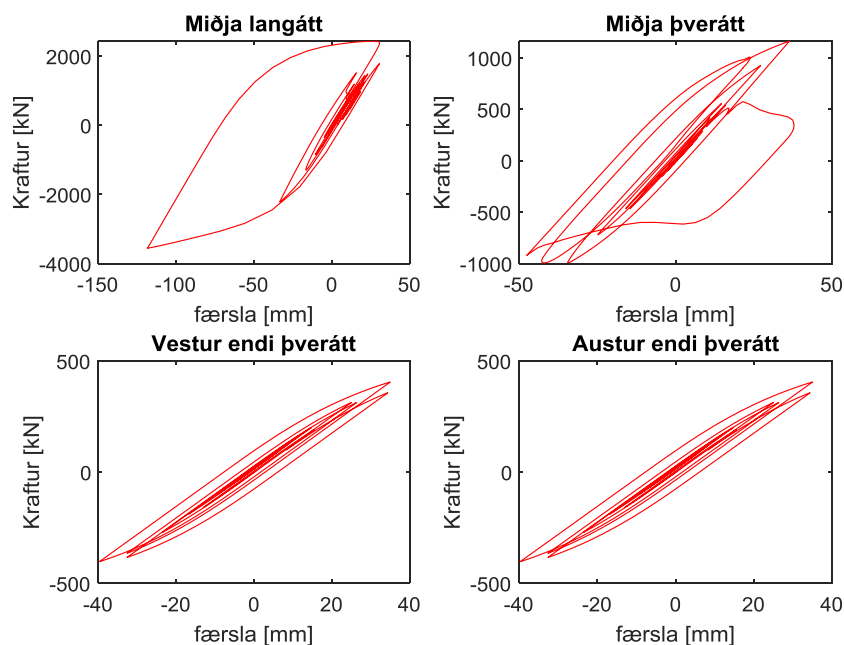 Miðja langátt
Kraftur [kN]
2000
0
-2000
-4000
-150
-100
-50
0
50
færsla [mm]
Miðja þverátt
Kraftur [kN]
1000
500
0
-500
-1000
-50
0
50
færsla [mm]
Vestur endi þverátt
Kraftur [kN]
500
0
-500
-40
-20
0
20
40
færsla [mm]
Austur endi þverátt
Kraftur [kN]
500
0
-500
-40
-20
0
20
40
færsla [mm]